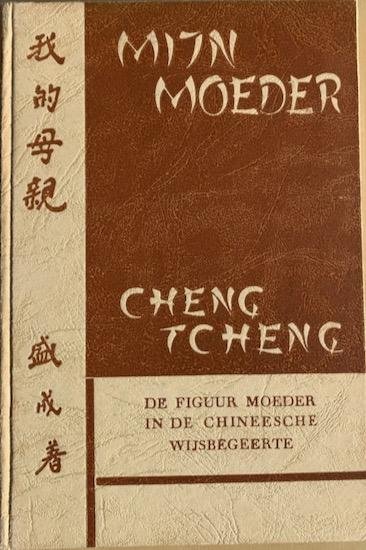 我的母親
盛成著
MIJN
MOEDER
CHENG
TCHENG
DE FIGUUR MOEDER
IN DE CHINEESCHE
WIJSBEGEERTE